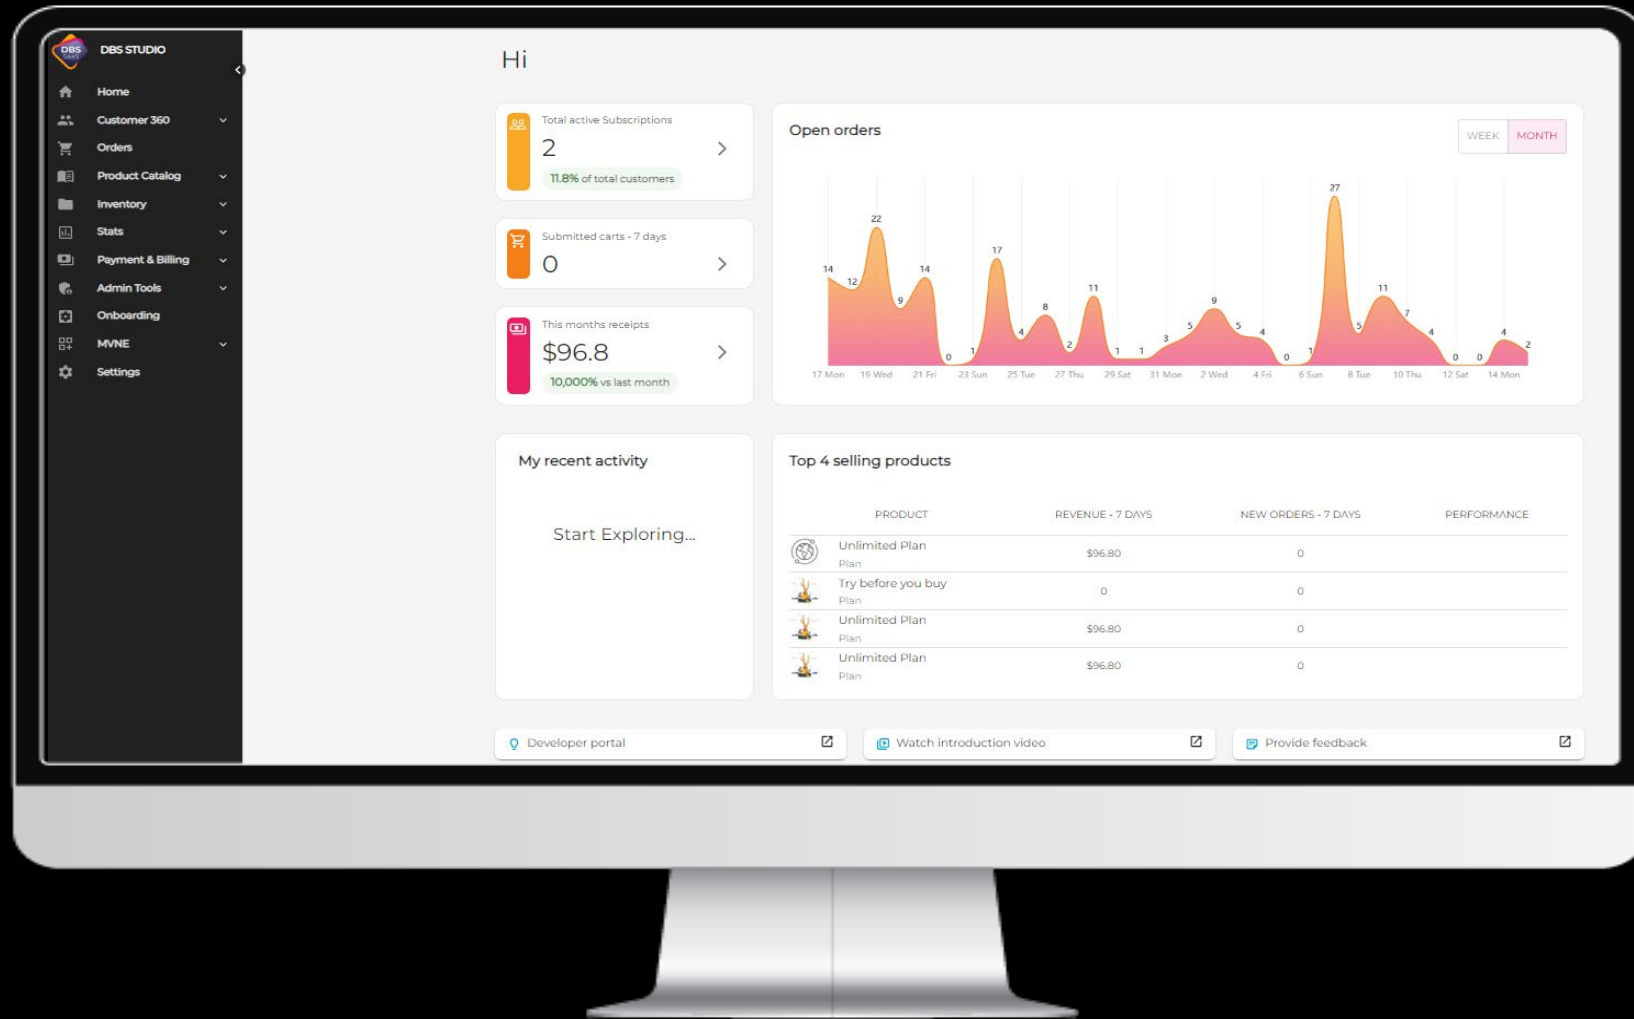 DBS
SaaS
DBS STUDIO
Home
Customer 360
Orders
Product Catalog
Inventory
Stats
Payment & Billing
Admin Tools
Onboarding
MVNE
Settings
Hi
Total active Subscriptions
2
11.8% of total customers
Submitted carts - 7 days
0
This months receipts
$96.8
10,000% vs last month
Open orders
WEEK MONTH
14 12 22 9 14 0 1 17 4 8 2 11 1 1 3 5 9 5 4 0 1 27 5 11 7 4 0 0 4 2
17 Mon 19 Wed 21 Fri 23 Sun 25 Tue 27 Thu 29 Sat 31 Mon 2 Wed 4 Fri 6 Sun 8 Tue 10 Thu 12 Sat 14 Mon
My recent activity
Start Exploring...
Top 4 selling products
PRODUCT REVENUE - 7 DAYS NEW ORDERS - 7 DAYS PERFORMANCE
Unlimited Plan $96.80 0
Plan
Try before you buy 0 0
Plan
Unlimited Plan $96.80 0
Plan
Unlimited Plan $96.80 0
Plan
Developer portal
Watch introduction video
Provide feedback